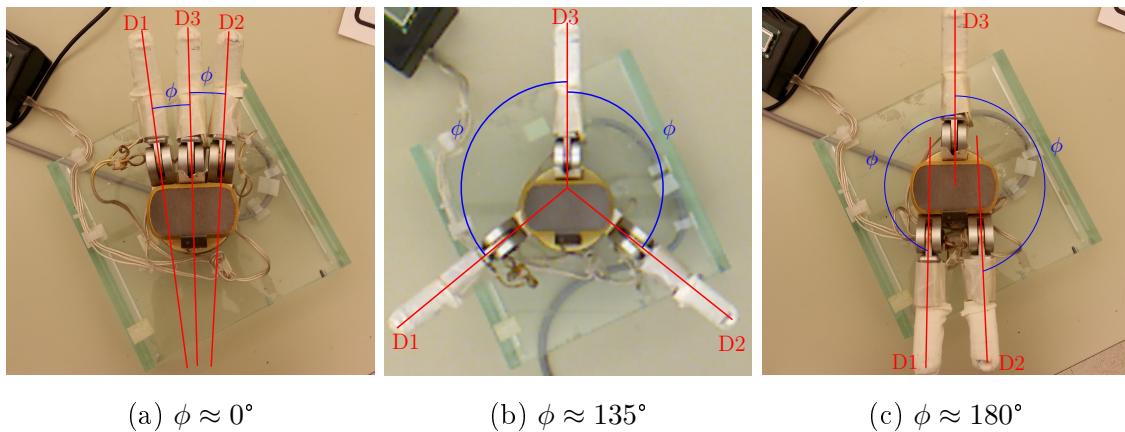 D1 D3 D2
ϕ ϕ
D3
ϕ ϕ
D1 D2
D3
ϕ ϕ
D1 D2
(a) ϕ ≈ 0°
(b) ϕ ≈ 135°
(c) ϕ ≈ 180°